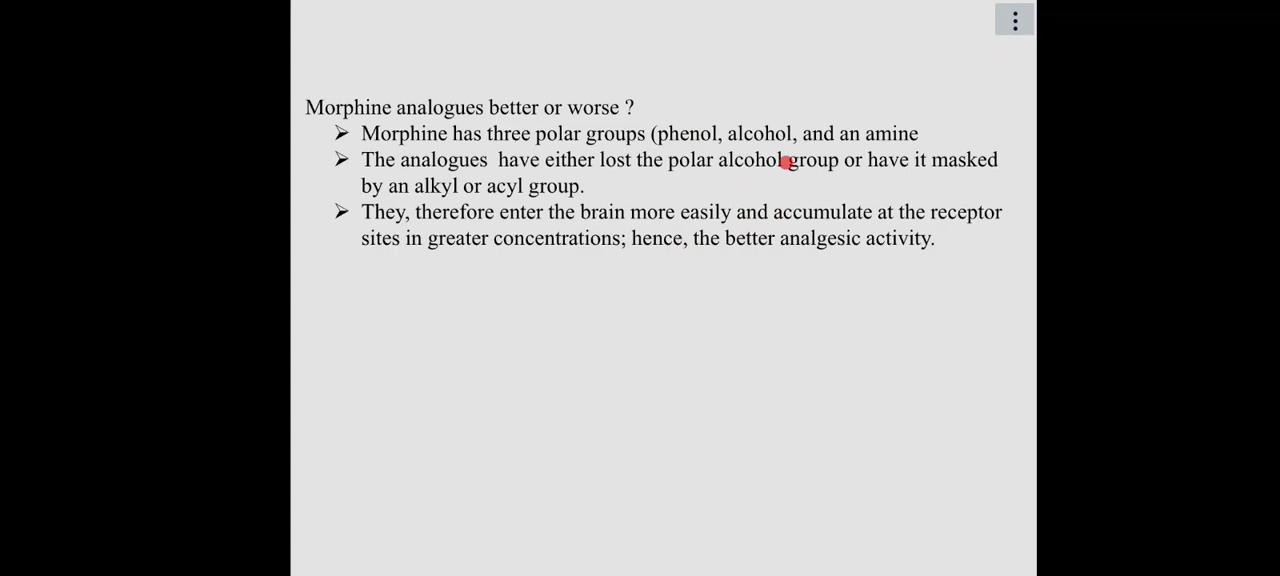 Morphine analogues better or worse ?
➢ Morphine has three polar groups (phenol, alcohol, and an amine
➢ The analogues  have either lost the polar alcohol group or have it masked
by an alkyl or acyl group.
➢ They, therefore enter the brain more easily and accumulate at the receptor
sites in greater concentrations; hence, the better analgesic activity.